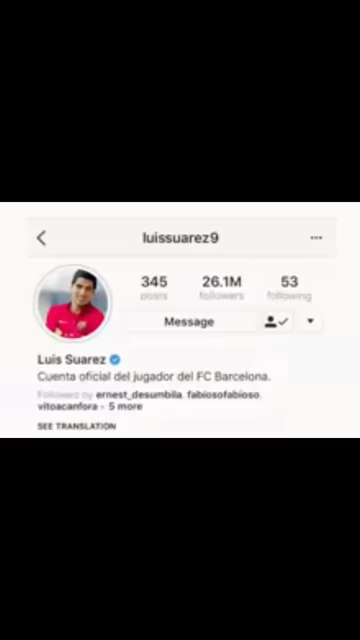 luissuarez9
345 26.1M 53
posts followers following
Message
Luis Suarez
Cuenta oficial del jugador del FC Barcelona.
Followed by ernest_desumbila, fabiosofabioso,
vitoacanfora + 5 more
SEE TRANSLATION